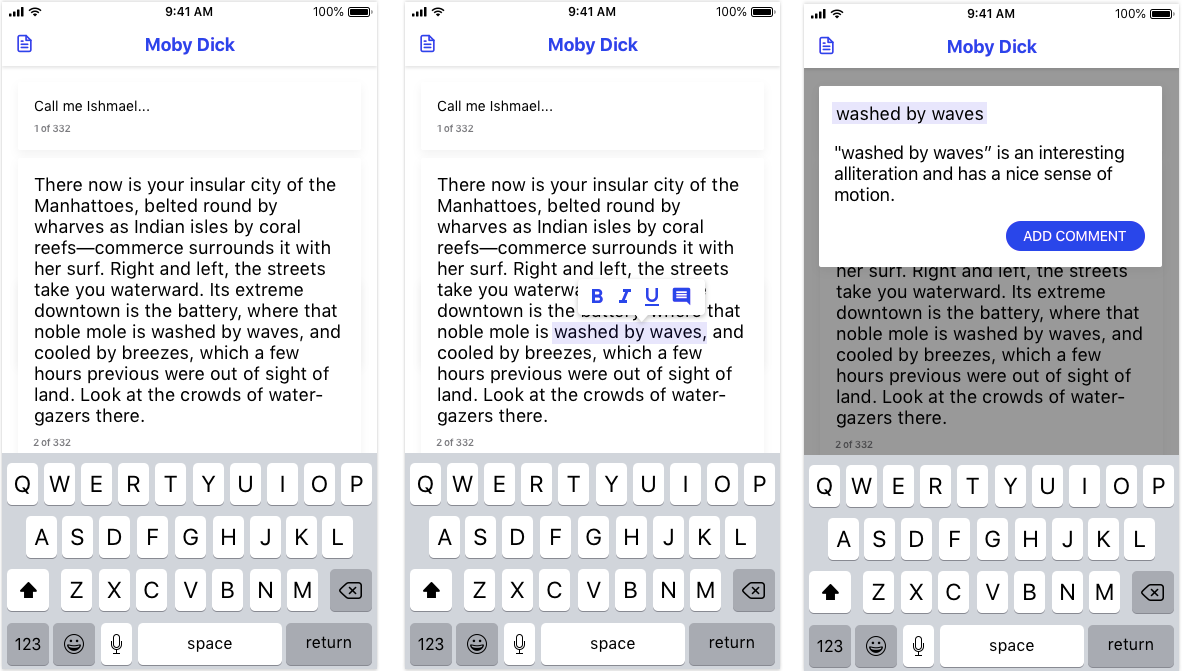 9:41 AM 100%
Moby Dick
Call me Ishmael...
1 of 332
There now is your insular city of the
Manhattoes, belted round by
wharves as Indian isles by coral
reefs—commerce surrounds it with
her surf. Right and left, the streets
take you waterward. Its extreme
downtown is the battery, where that
noble mole is washed by waves, and
cooled by breezes, which a few
hours previous were out of sight of
land. Look at the crowds of water-
gazers there.
2 of 332
Q W E R T Y U I O P
A S D F G H J K L
Z X C V B N M
123 space return
9:41 AM 100%
Moby Dick
Call me Ishmael...
1 of 332
There now is your insular city of the
Manhattoes, belted round by
wharves as Indian isles by coral
reefs—commerce surrounds it with
her surf. Right and left, the streets
take you
B I U
downtown is the that
noble mole is washed by waves, and
cooled by breezes, which a few
hours previous were out of sight of
land. Look at the crowds of water-
gazers there.
2 of 332
Q W E R T Y U I O P
A S D F G H J K L
Z X C V B N M
123 space return
9:41 AM 100%
Moby Dick
washed by waves
"washed by waves” is an interesting
alliteration and has a nice sense of
motion.
ADD COMMENT
her surf. Right and left, the streets
take you waterward. Its extreme
downtown is the battery, where that
noble mole is washed by waves, and
cooled by breezes, which a few
hours previous were out of sight of
land. Look at the crowds of water-
gazers there.
2 of 332
Q W E R T Y U I O P
A S D F G H J K L
Z X C V B N M
123 space return